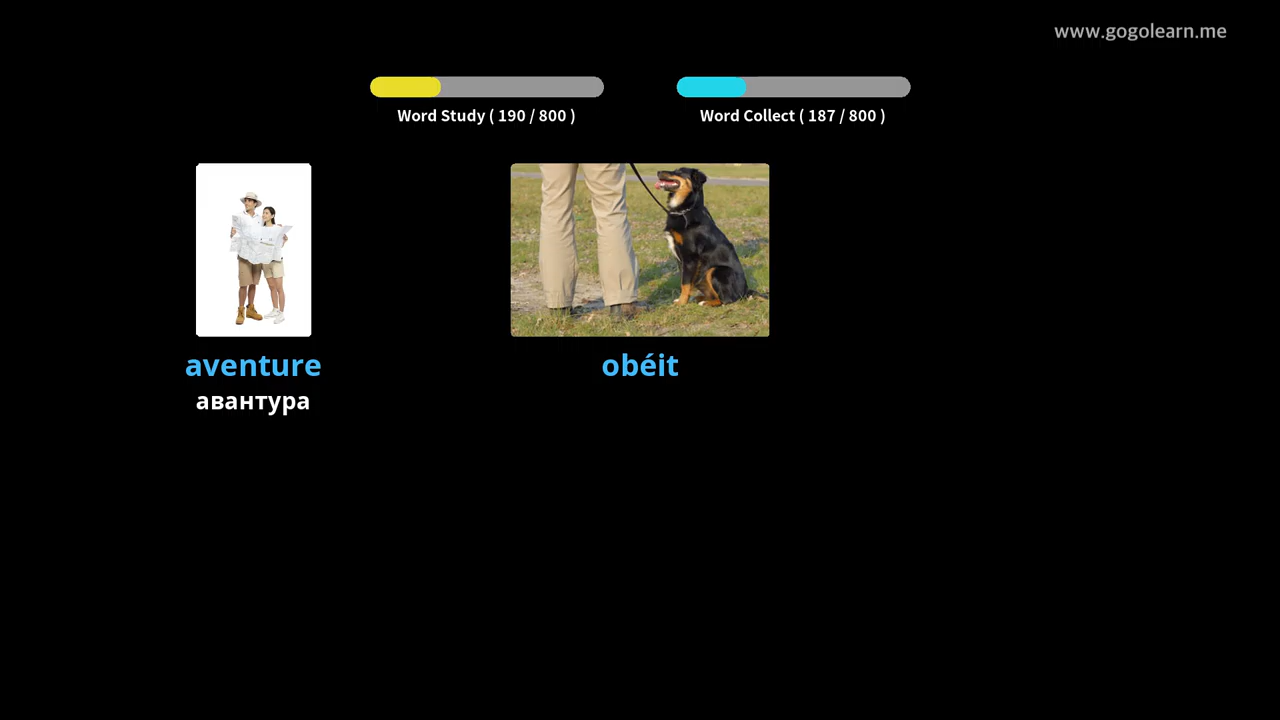 www.gogolearn.me
Word Study ( 190 / 800 )
Word Collect ( 187 / 800 )
aventure
авантура
obéit